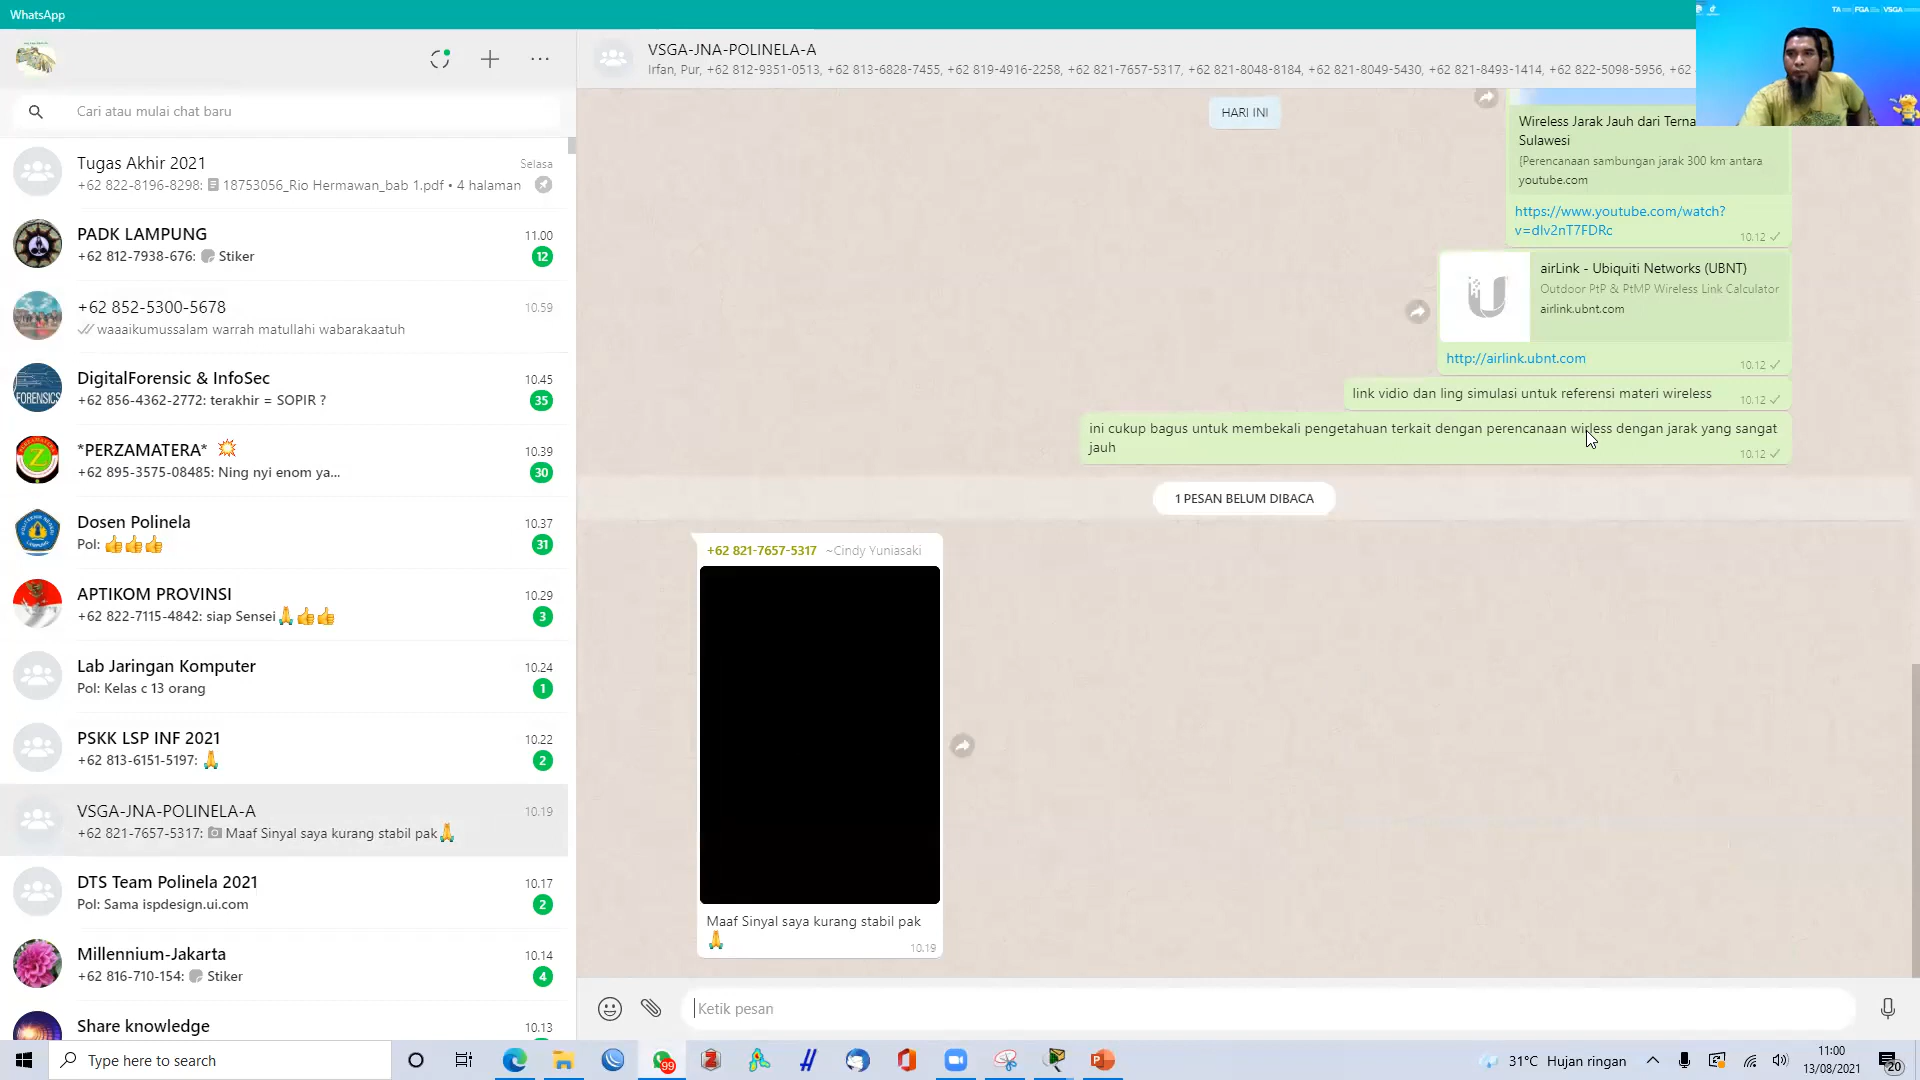 WhatsApp
Cari atau mulai chat baru
Tugas Akhir 2021
Selasa
+62 822-8196-8298: 18753056_Rio Hermawan_bab 1.pdf • 4 halaman
PADK LAMPUNG
11.00
+62 812-7938-676: Stiker
12
+62 852-5300-5678
10.59
waaaikumussalam warrah matullahi wabarakaatuh
DigitalForensic & InfoSec
10.45
+62 856-4362-2772: terakhir = SOPIR ?
35
FORENSICS
*PERZAMATERA* 💥
10.39
+62 895-3575-08485: Ning nyi enom ya...
30
Dosen Polinela
10.37
Pol: 👍👍👍
31
APTIKOM PROVINSI
10.29
+62 822-7115-4842: siap Sensei🙏👍👍
3
Lab Jaringan Komputer
10.24
Pol: Kelas c 13 orang
1
PSKK LSP INF 2021
10.22
+62 813-6151-5197: 🙏
2
VSGA-JNA-POLINELA-A
10.19
+62 821-7657-5317: Maaf Sinyal saya kurang stabil pak🙏
DTS Team Polinela 2021
10.17
Pol: Sama ispdesign.ui.com
2
Millennium-Jakarta
10.14
+62 816-710-154: Stiker
4
Share knowledge
10.13
VSGA-JNA-POLINELA-A
Irfan, Pur, +62 812-9351-0513, +62 813-6828-7455, +62 819-4916-2258, +62 821-7657-5317, +62 821-8048-8184, +62 821-8049-5430, +62 821-8493-1414, +62 822-5098-5956, +62
TA FGA VSGA
HARI INI
Wireless Jarak Jauh dari Terna
Sulawesi
[Perencanaan sambungan jarak 300 km antara
youtube.com
https://www.youtube.com/watch?
v=dIv2nT7FDRc
10.12
airLink - Ubiquiti Networks (UBNT)
Outdoor PtP & PtMP Wireless Link Calculator
airlink.ubnt.com
http://airlink.ubnt.com
10.12
link vidio dan ling simulasi untuk referensi materi wireless
10.12
ini cukup bagus untuk membekali pengetahuan terkait dengan perencanaan wirless dengan jarak yang sangat
jauh
10.12
1 PESAN BELUM DIBACA
+62 821-7657-5317 ~Cindy Yuniasaki
Maaf Sinyal saya kurang stabil pak
🙏
10.19
Ketik pesan
Type here to search
99
31°C Hujan ringan
11:00
13/08/2021
20